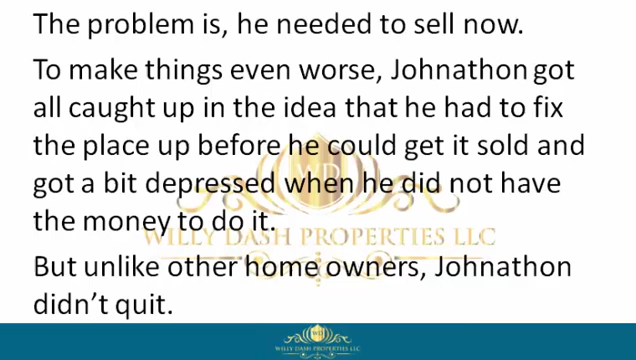 The problem is, he needed to sell now.
To make things even worse, Johnathon got
all caught up in the idea that he had to fix
the place up before he could get it sold and
got a bit depressed when he did not have
the money to do it.
WILLY DASH PROPERTIES LLC
But unlike other home owners, Johnathon
didn’t quit.
WILLY DASH PROPERTIES LLC